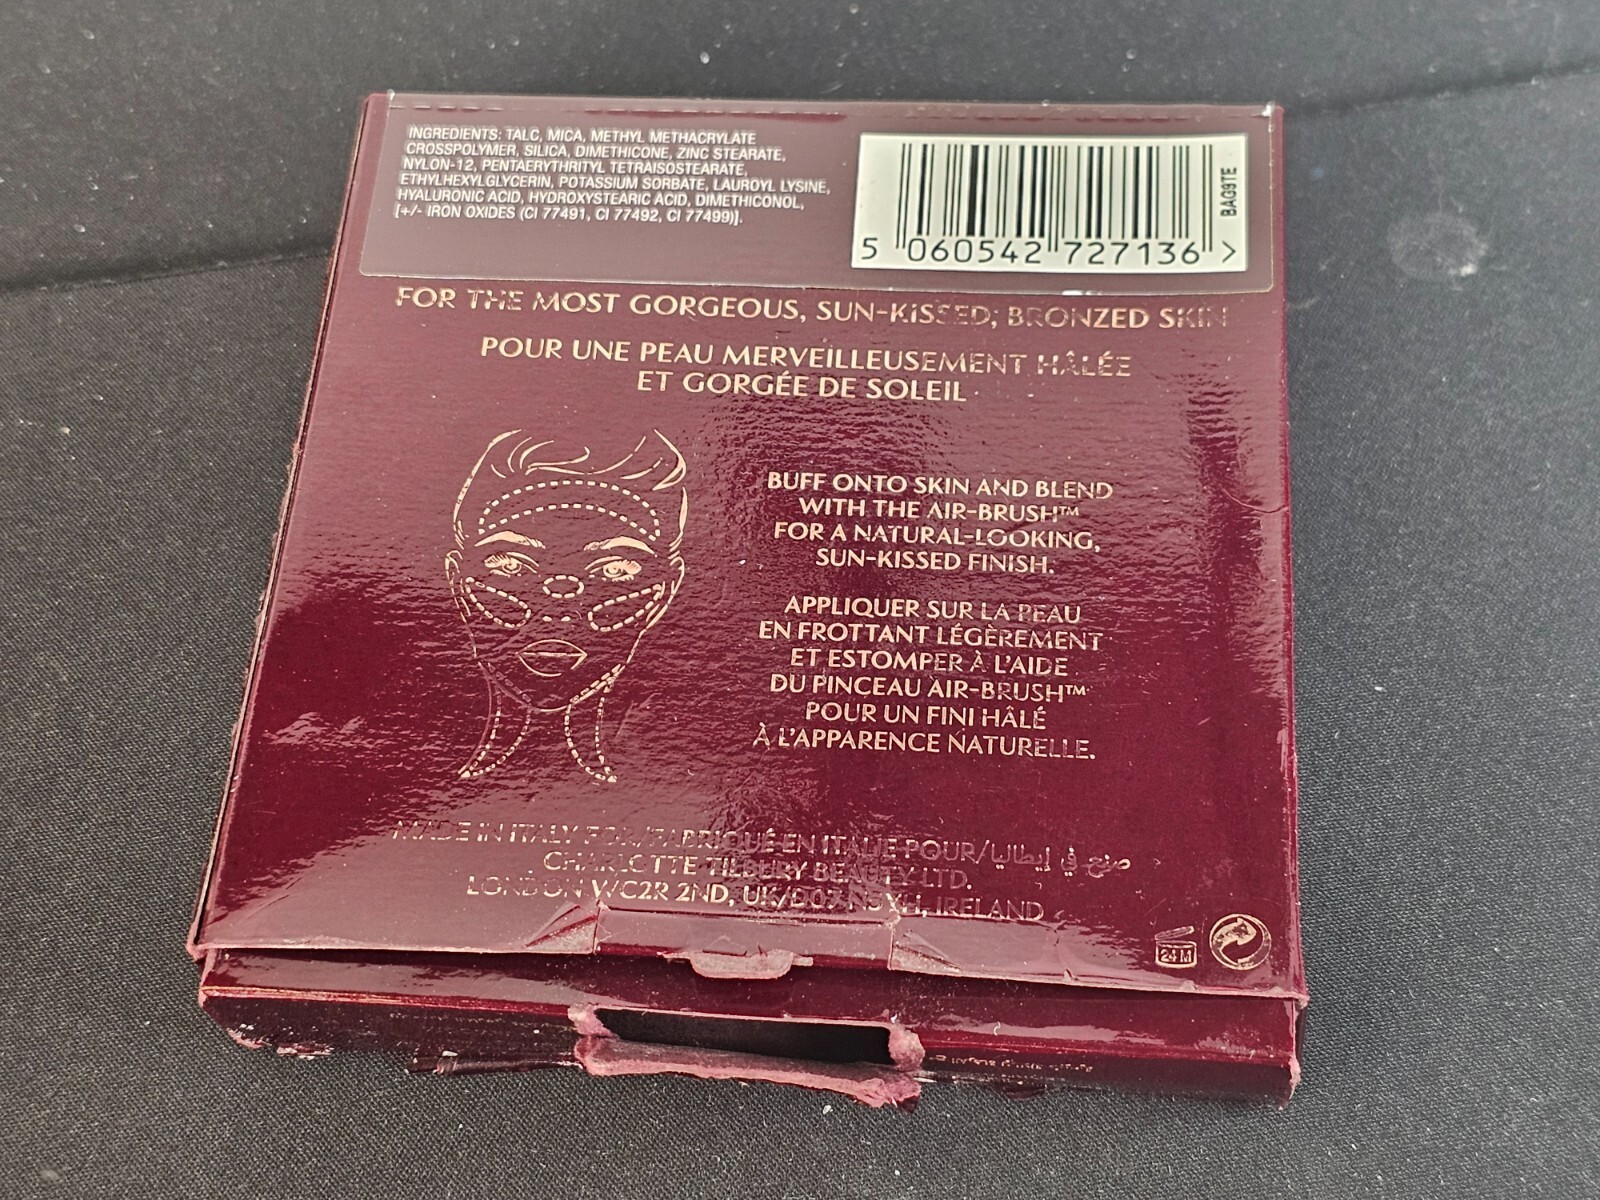 INGREDIENTS: TALC, MICA, METHYL METHACRYLATE
CROSSPOLYMER, SILICA, DIMETHICONE, ZINC STEARATE,
NYLON-12, PENTAERYTHRITYL TETRAISOSTEARATE,
ETHYLHEXYLGLYCERIN, POTASSIUM SORBATE, LAUROYL LYSINE,
HYALURONIC ACID, HYDROXYSTEARIC ACID, DIMETHICONOL,
[+/- IRON OXIDES (CI 77491, CI 77492, CI 77499)].
BAG9TE
5 060542 727136 >
FOR THE MOST GORGEOUS, SUN-KISSED, BRONZED SKIN
POUR UNE PEAU MERVEILLEUSEMENT HÂLÉE
ET GORGÉE DE SOLEIL
BUFF ONTO SKIN AND BLEND
WITH THE AIR-BRUSH™
FOR A NATURAL-LOOKING,
SUN-KISSED FINISH.
APPLIQUER SUR LA PEAU
EN FROTTANT LÉGÈREMENT
ET ESTOMPER À L'AIDE
DU PINCEAU AIR-BRUSH™
POUR UN FINI HÂLÉ
À L'APPARENCE NATURELLE.
MADE IN ITALY FOR/FABRIQUÉ EN ITALIE POUR/صنع في إيطاليا
CHARLOTTE TILBURY BEAUTY LTD.
LONDON WC2R 2ND, UK/D07 IRELAND
24 M